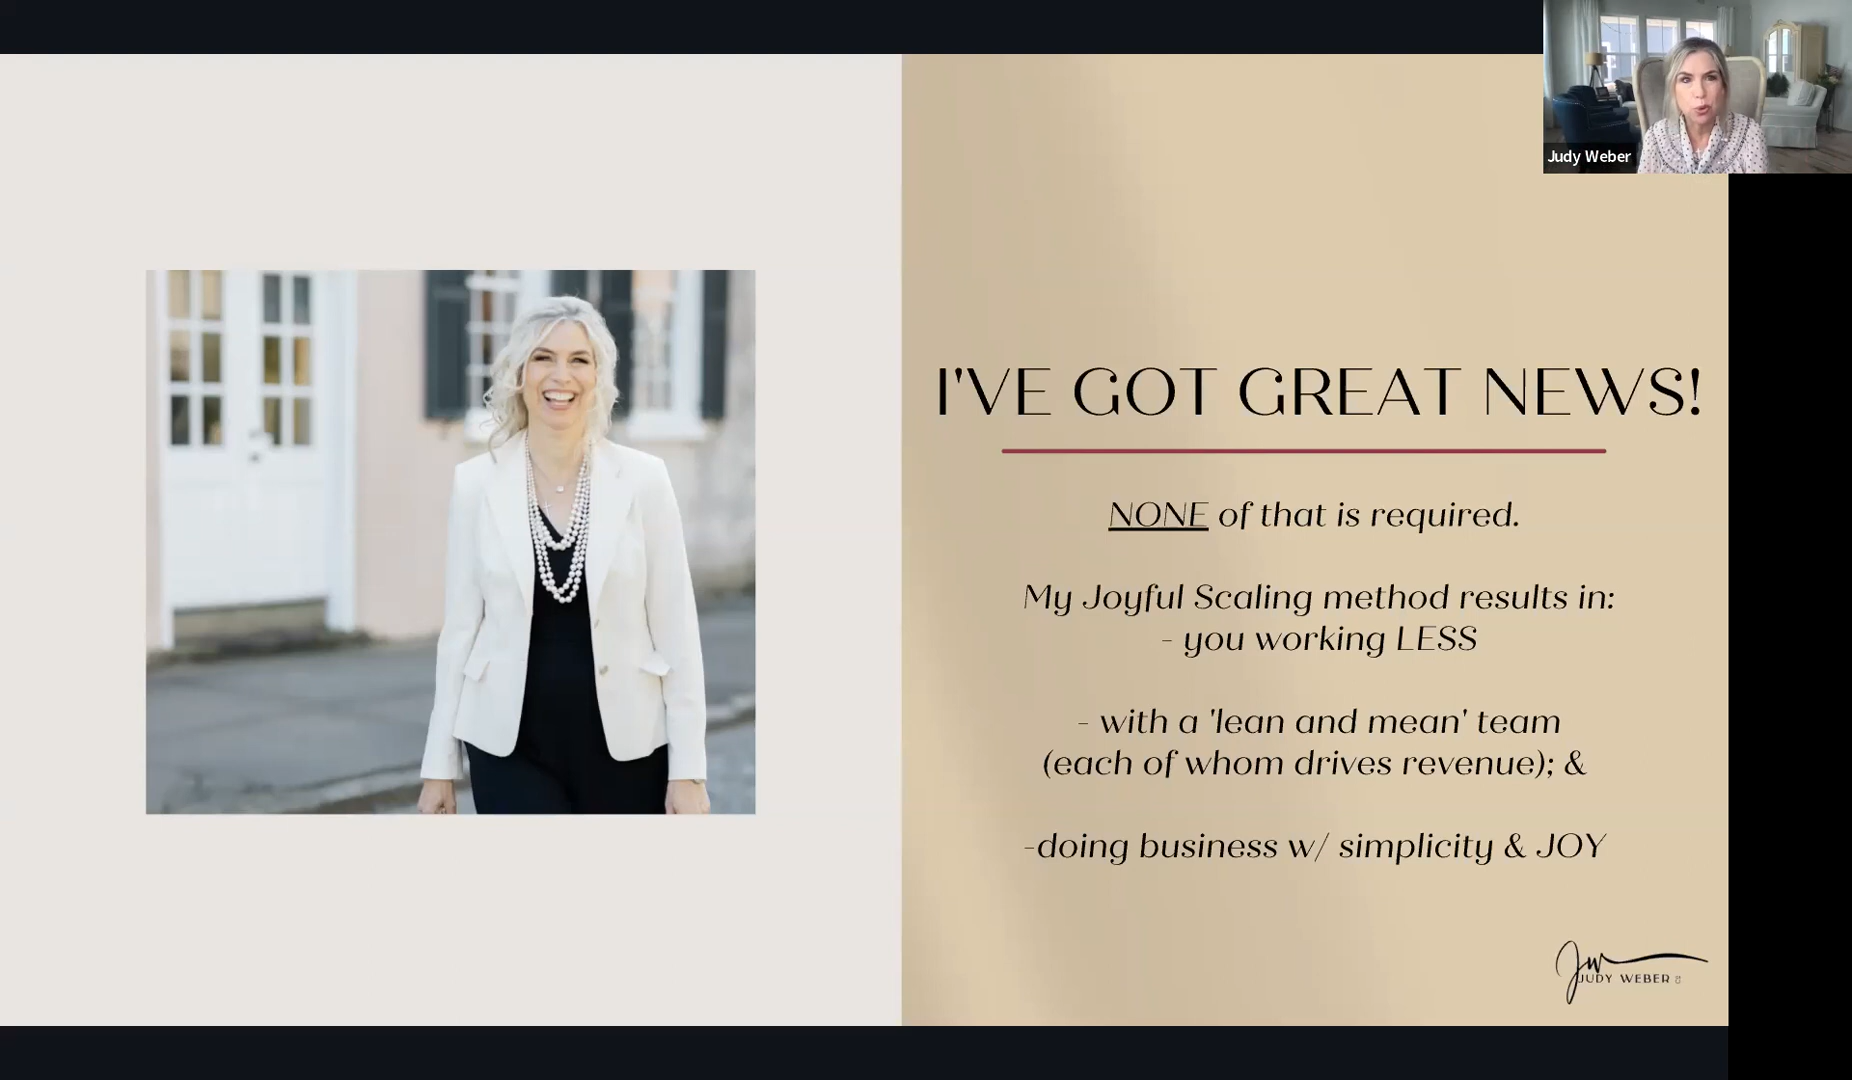 Judy Weber
I'VE GOT GREAT NEWS!
NONE of that is required.
My Joyful Scaling method results in:
- you working LESS
- with a 'lean and mean' team
(each of whom drives revenue); &
-doing business w/ simplicity & JOY
Jw
JUDY WEBER